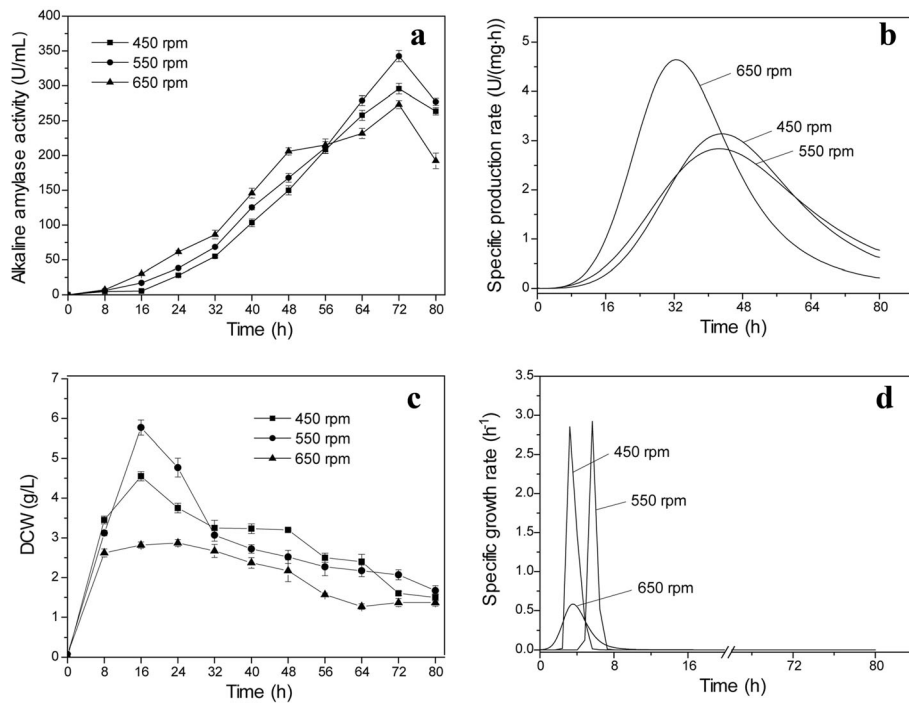 a
Alkaline amylase activity (U/mL)
400
350
300
250
200
150
100
50
0
450 rpm
550 rpm
650 rpm
0 8 16 24 32 40 48 56 64 72 80
Time (h)
b
Specific production rate (U/(mg·h)
5
4
3
2
1
0
650 rpm
450 rpm
550 rpm
0 16 32 48 64 80
Time (h)
c
DCW (g/L)
7
6
5
4
3
2
1
0
450 rpm
550 rpm
650 rpm
0 8 16 24 32 40 48 56 64 72 80
Time (h)
d
Specific growth rate (h⁻¹)
3.5
3.0
2.5
2.0
1.5
1.0
0.5
0.0
450 rpm
550 rpm
650 rpm
0 8 16 72 80
Time (h)